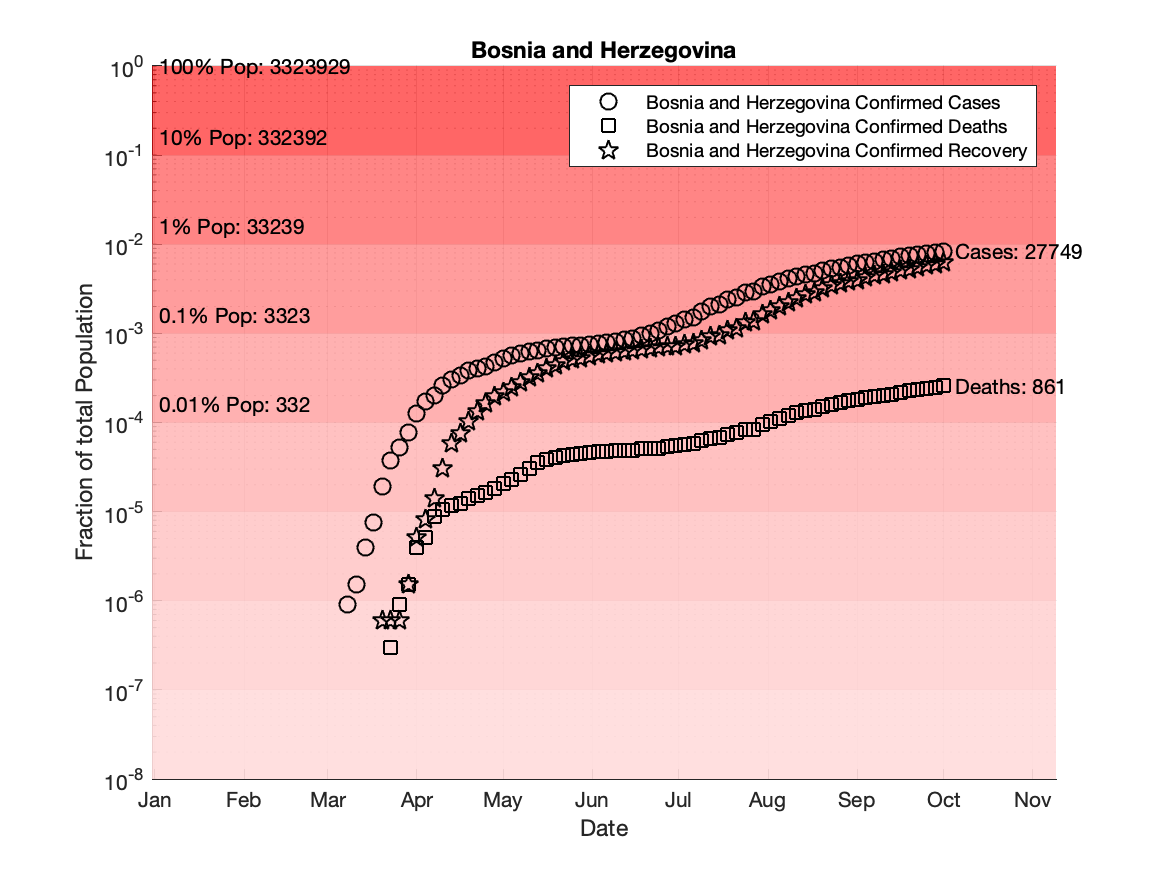 Bosnia and Herzegovina
10^0
100% Pop: 3323929
Bosnia and Herzegovina Confirmed Cases
Bosnia and Herzegovina Confirmed Deaths
Bosnia and Herzegovina Confirmed Recovery
10% Pop: 332392
10^-1
1% Pop: 33239
10^-2
Cases: 27749
0.1% Pop: 3323
10^-3
Deaths: 861
0.01% Pop: 332
10^-4
10^-5
10^-6
10^-7
10^-8
Fraction of total Population
Jan Feb Mar Apr May Jun Jul Aug Sep Oct Nov
Date